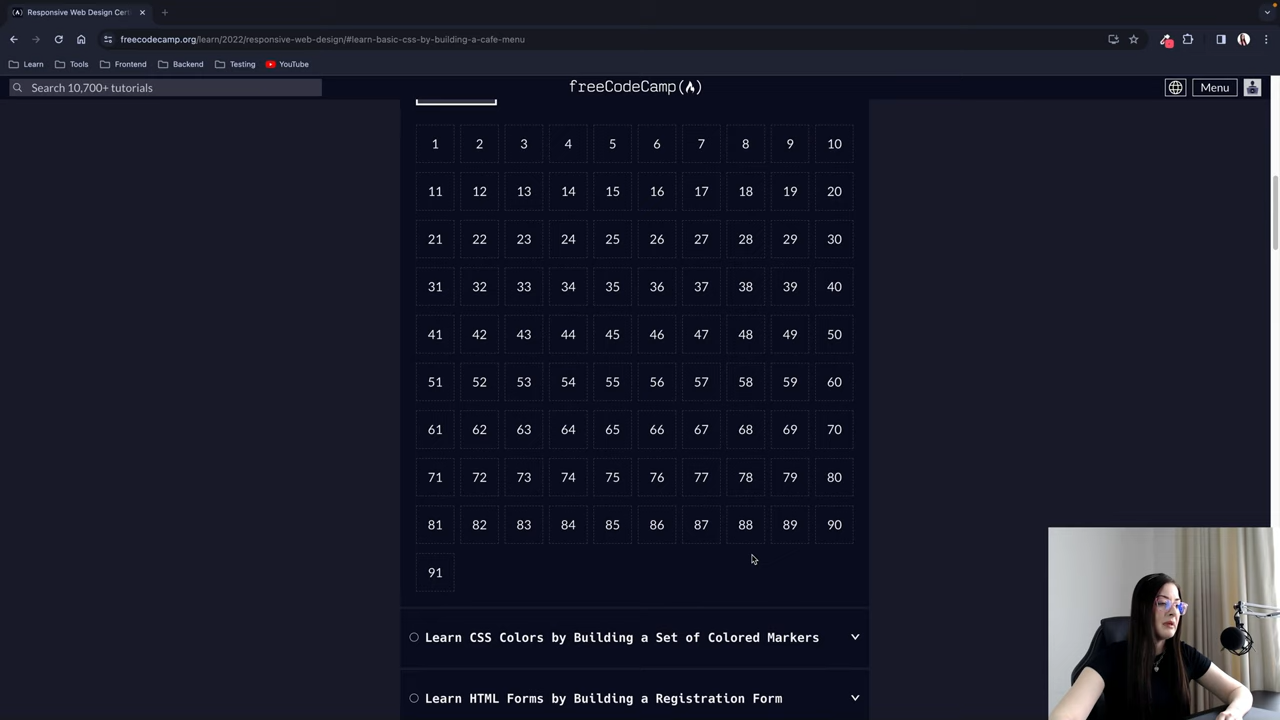 Responsive Web Design Cer
freecodecamp.org/learn/2022/responsive-web-design/#learn-basic-css-by-building-a-cafe-menu
Learn Tools Frontend Backend Testing YouTube
Search 10,700+ tutorials freeCodeCamp(🔥) Menu
1 2 3 4 5 6 7 8 9 10
11 12 13 14 15 16 17 18 19 20
21 22 23 24 25 26 27 28 29 30
31 32 33 34 35 36 37 38 39 40
41 42 43 44 45 46 47 48 49 50
51 52 53 54 55 56 57 58 59 60
61 62 63 64 65 66 67 68 69 70
71 72 73 74 75 76 77 78 79 80
81 82 83 84 85 86 87 88 89 90
91
Learn CSS Colors by Building a Set of Colored Markers
Learn HTML Forms by Building a Registration Form